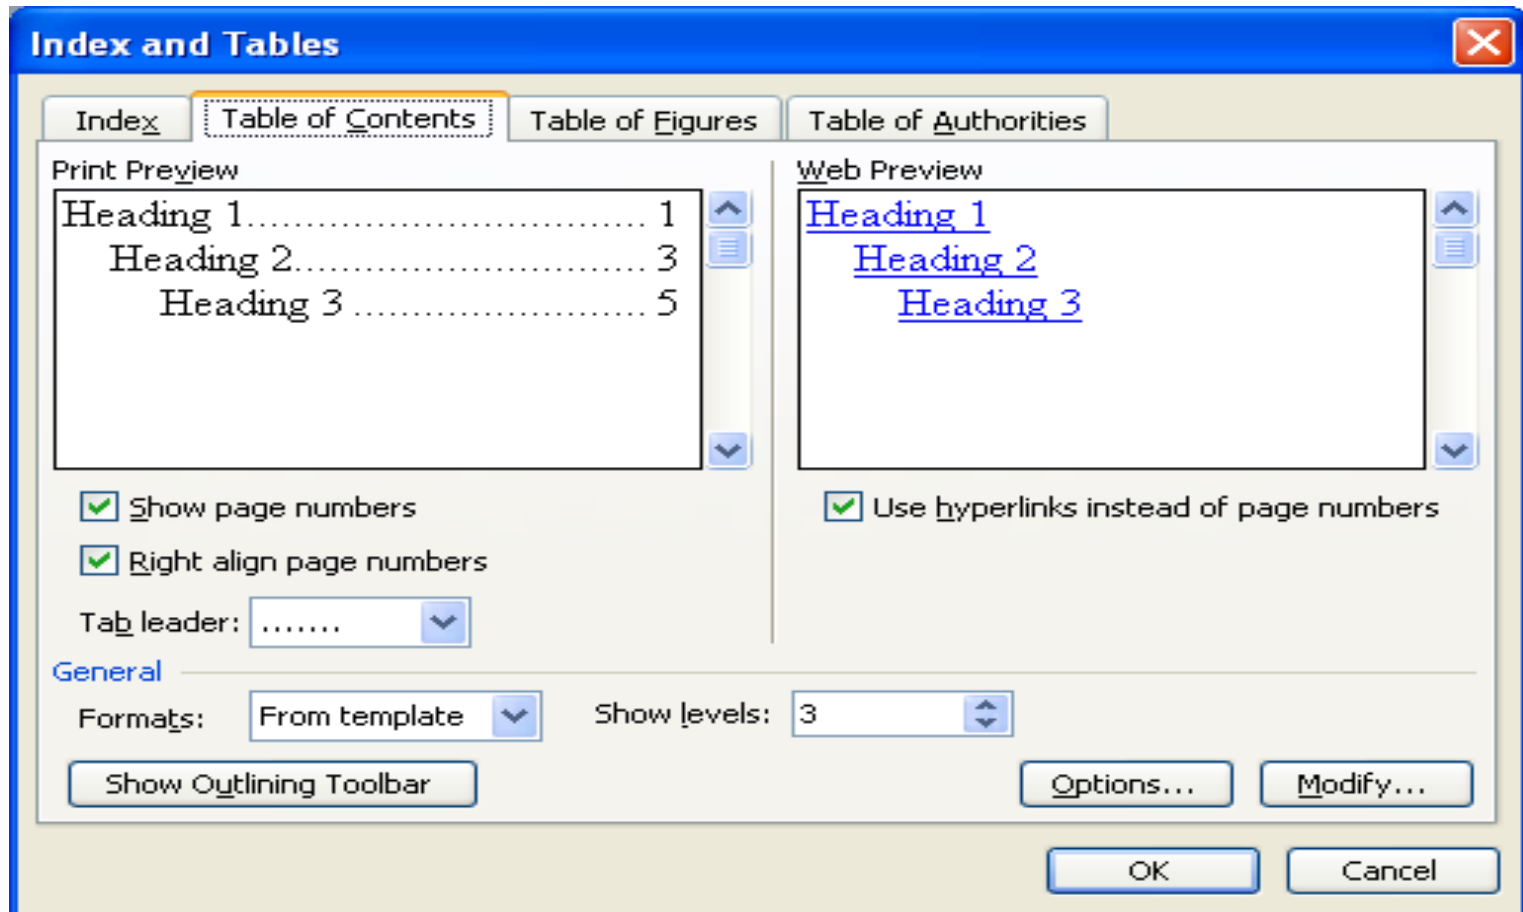 Index and Tables
Index
Table of Contents
Table of Figures
Table of Authorities
Print Preview
Heading 1.................................. 1
Heading 2.............................. 3
Heading 3 ......................... 5
Web Preview
Heading 1
Heading 2
Heading 3
Show page numbers
Right align page numbers
Tab leader: .......
Use hyperlinks instead of page numbers
General
Formats: From template Show levels: 3
Show Outlining Toolbar Options... Modify...
OK Cancel